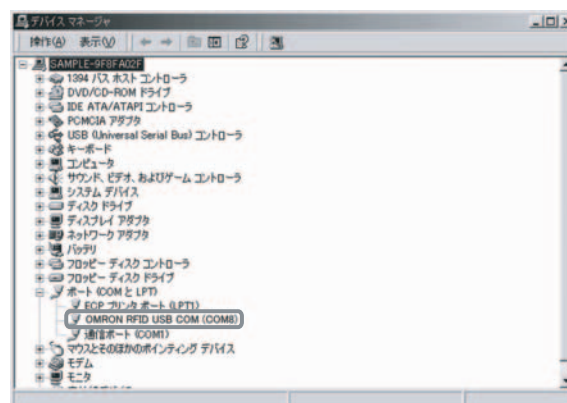 デバイス マネージャ
操作(A) 表示(V)
SAMPLE-9F8FA02F
1394 バス ホスト コントローラ
DVD/CD-ROM ドライブ
IDE ATA/ATAPI コントローラ
PCMCIA アダプタ
USB (Universal Serial Bus) コントローラ
キーボード
コンピュータ
サウンド、ビデオ、およびゲーム コントローラ
システム デバイス
ディスク ドライブ
ディスプレイ アダプタ
ネットワーク アダプタ
バッテリ
フロッピー ディスク コントローラ
フロッピー ディスク ドライブ
ポート (COM と LPT)
ECP プリンタ ポート (LPT1)
OMRON RFID USB COM (COM8)
通信ポート (COM1)
マウスとそのほかのポインティング デバイス
モデム
モニタ